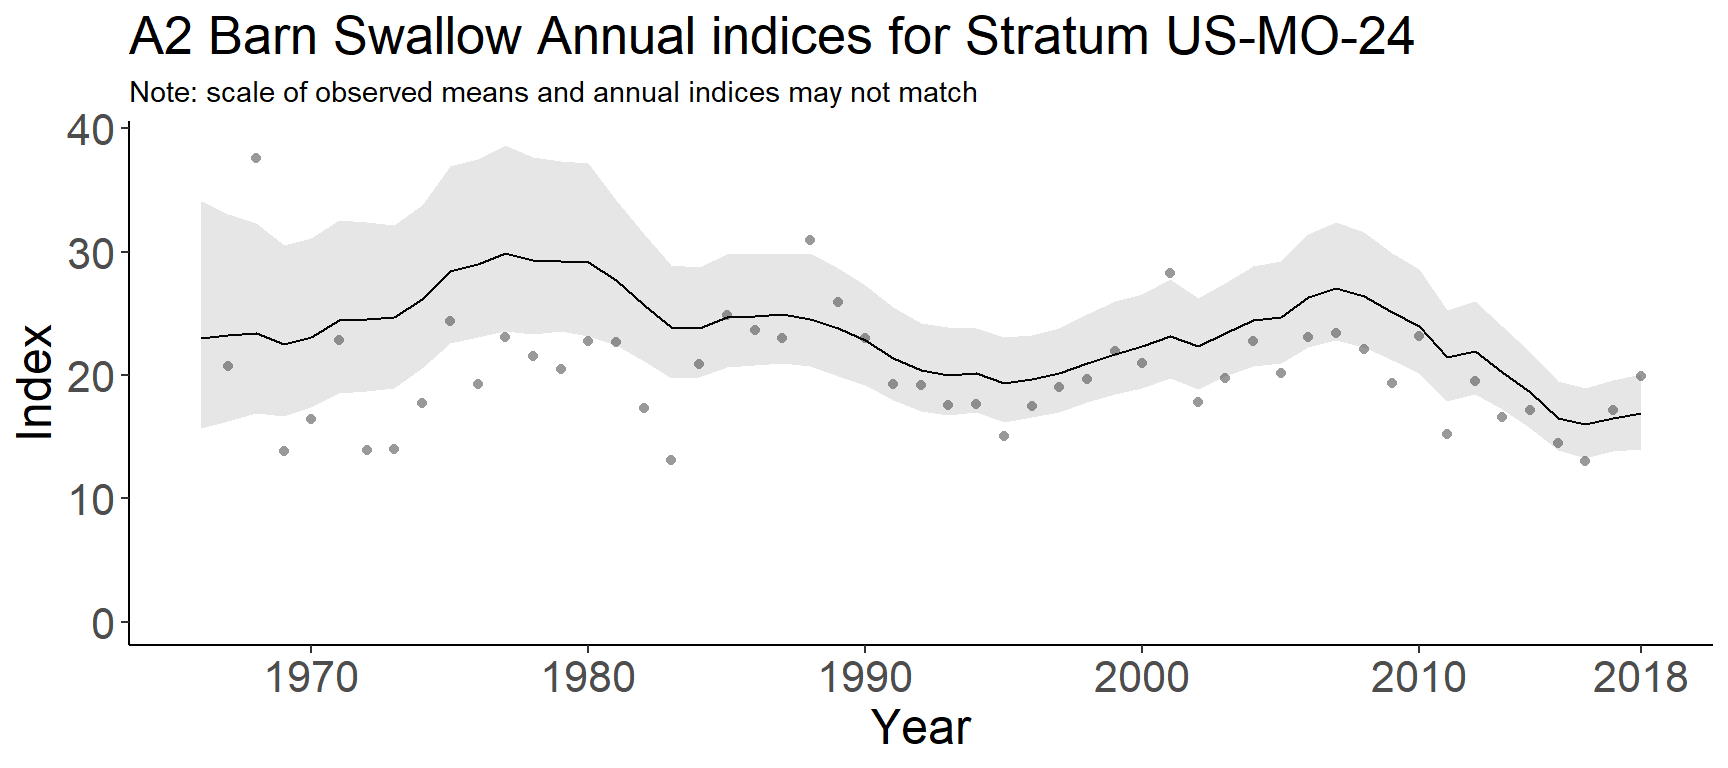 A2 Barn Swallow Annual indices for Stratum US-MO-24
Note: scale of observed means and annual indices may not match
40
30
20
10
0
Index
1970 1980 1990 2000 2010 2018
Year